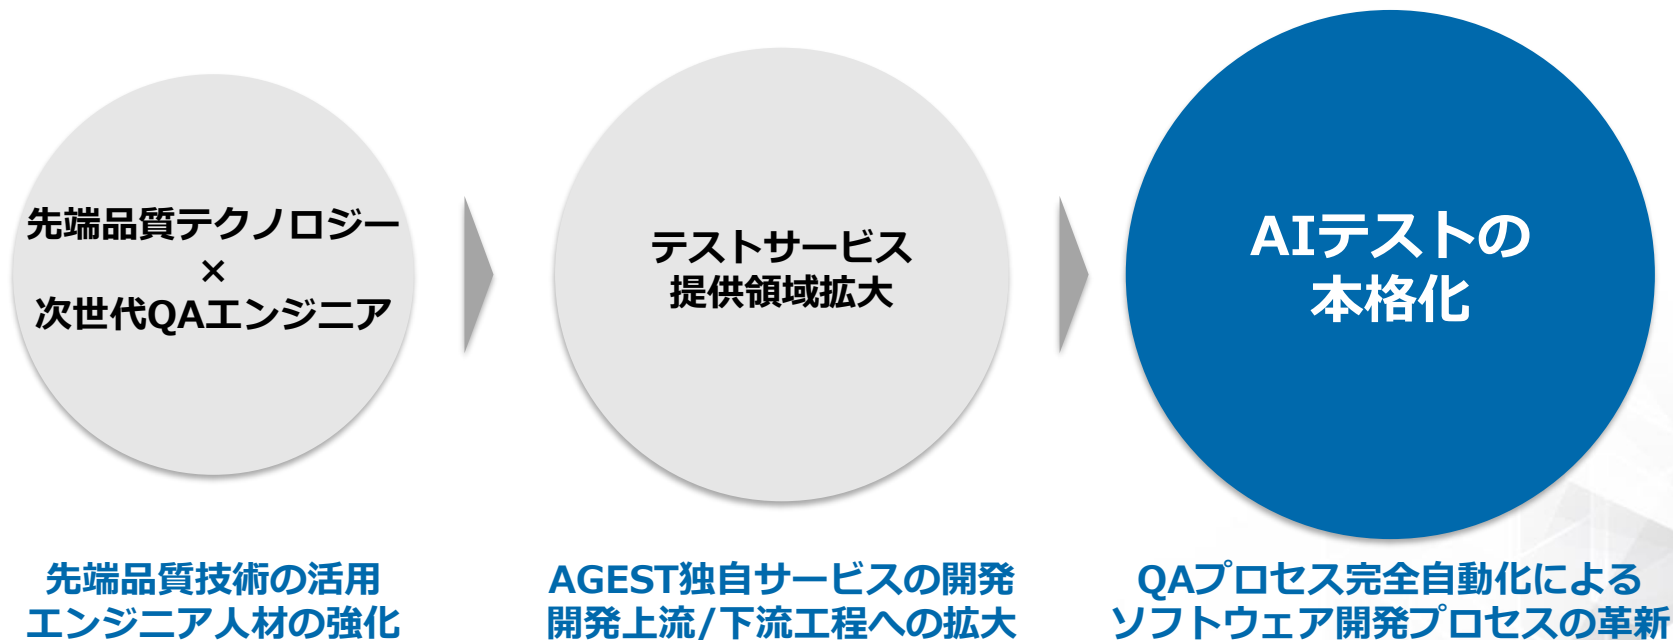 先端品質テクノロジー
×
次世代QAエンジニア
テストサービス
提供領域拡大
AIテストの
本格化
先端品質技術の活用
エンジニア人材の強化
AGEST独自サービスの開発
開発上流/下流工程への拡大
QAプロセス完全自動化による
ソフトウェア開発プロセスの革新